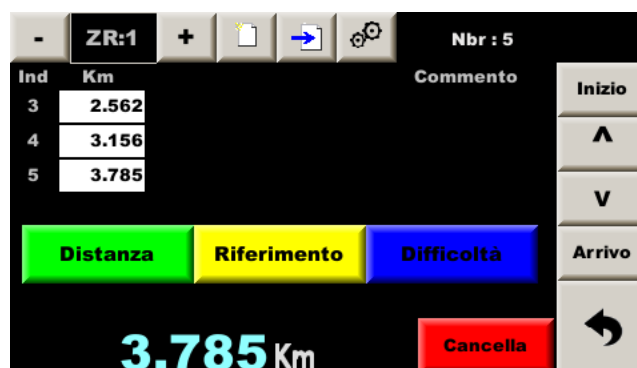 - ZR:1 + Nbr : 5
Ind Km Commento
Inizio
3 2.562
4 3.156
Λ
5 3.785
V
Distanza Riferimento Difficoltà Arrivo
3.785 Km Cancella